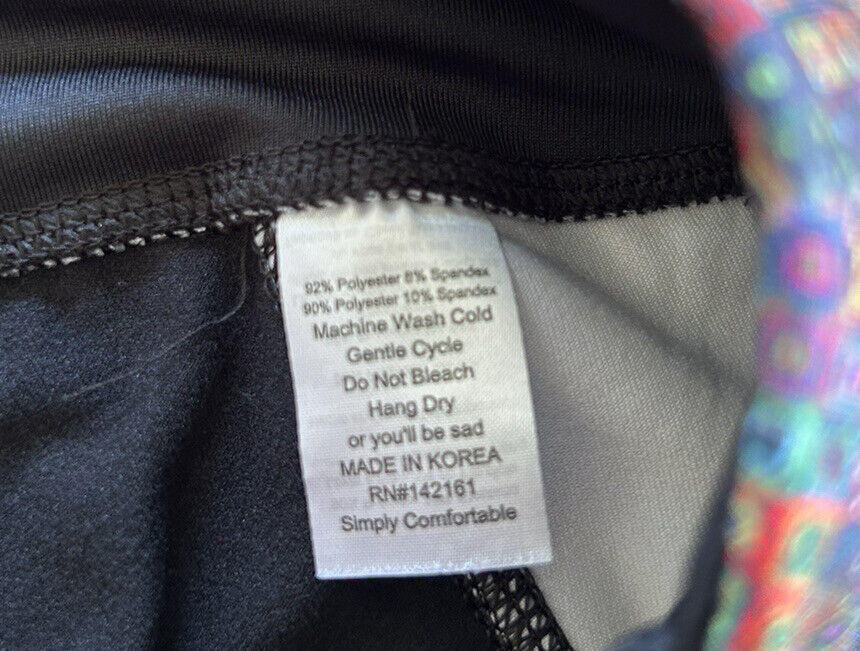 92% Polyester 8% Spandex
90% Polyester 10% Spandex
Machine Wash Cold
Gentle Cycle
Do Not Bleach
Hang Dry
or you'll be sad
MADE IN KOREA
RN#142161
Simply Comfortable